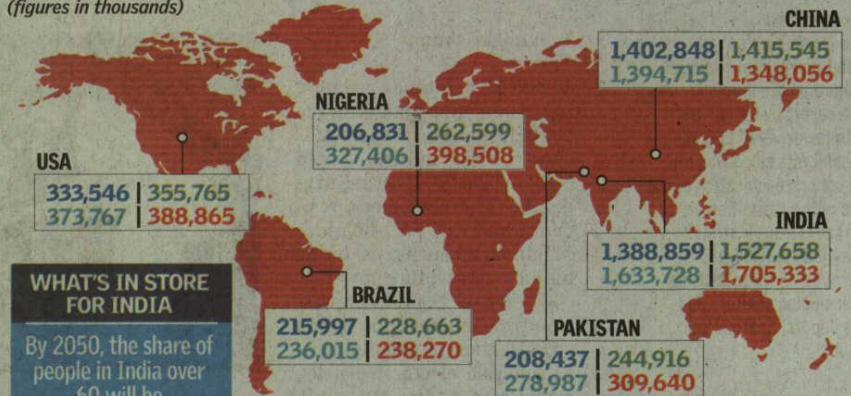 (figures in thousands)
CHINA
1,402,848 | 1,415,545
1,394,715 | 1,348,056
NIGERIA
206,831 | 262,599
327,406 | 398,508
USA
333,546 | 355,765
373,767 | 388,865
INDIA
1,388,859 | 1,527,658
1,633,728 | 1,705,333
BRAZIL
215,997 | 228,663
236,015 | 238,270
PAKISTAN
208,437 | 244,916
278,987 | 309,640
WHAT'S IN STORE
FOR INDIA
By 2050, the share of
people in India over
60 will be